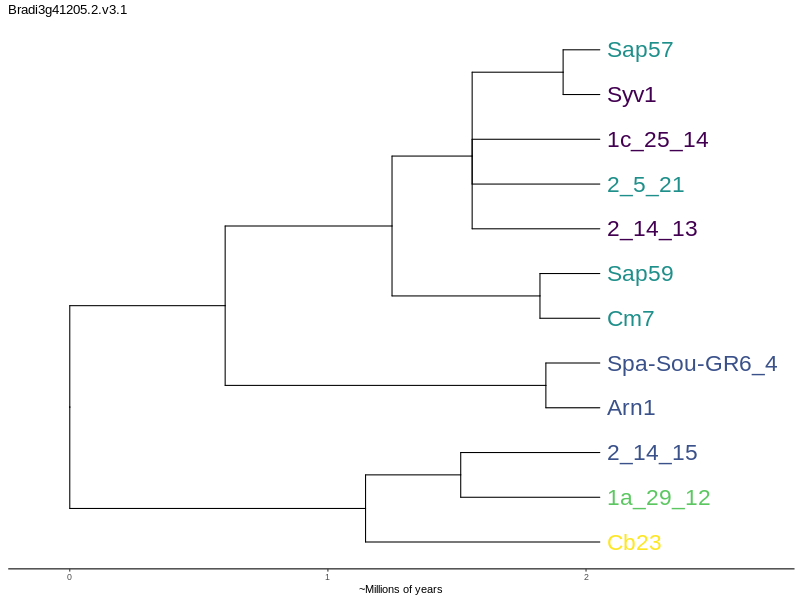 Bradi3g41205.2.v3.1
Sap57
Syv1
1c_25_14
2_5_21
2_14_13
Sap59
Cm7
Spa-Sou-GR6_4
Arn1
2_14_15
1a_29_12
Cb23
0 1 2
~Millions of years